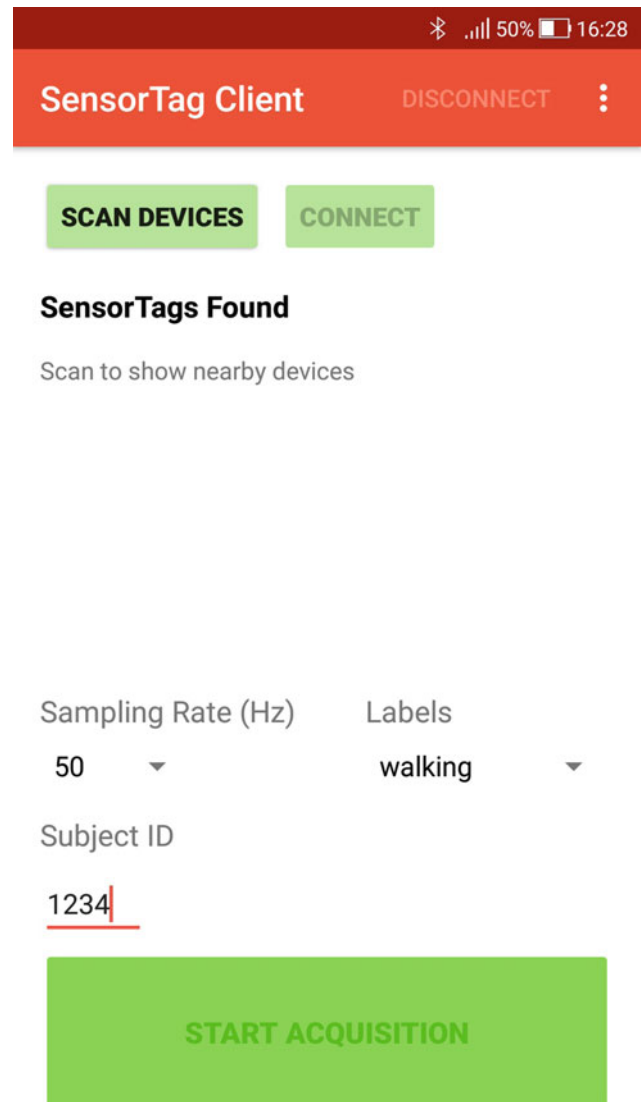 50% 16:28
SensorTag Client DISCONNECT
SCAN DEVICES CONNECT
SensorTags Found
Scan to show nearby devices
Sampling Rate (Hz) Labels
50 walking
Subject ID
1234
START ACQUISITION